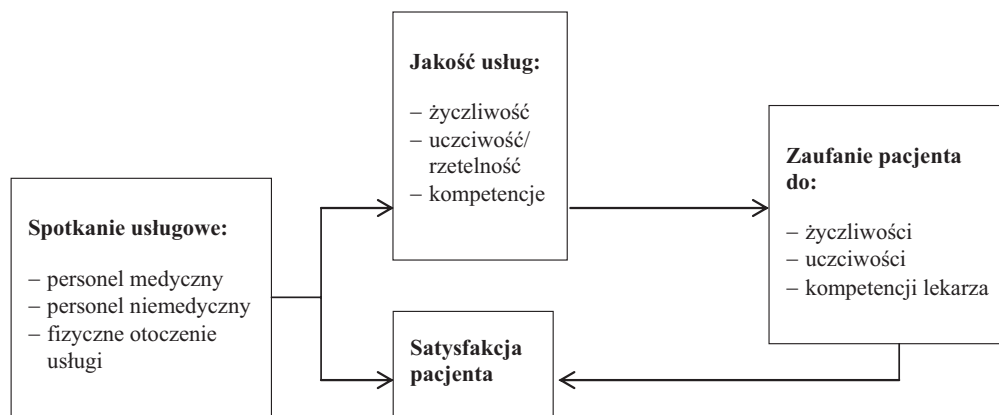 Spotkanie usługowe:
– personel medyczny
– personel niemedyczny
– fizyczne otoczenie
usługi
Jakość usług:
– życzliwość
– uczciwość/
rzetelność
– kompetencje
Satysfakcja
pacjenta
Zaufanie pacjenta
do:
– życzliwości
– uczciwości
– kompetencji lekarza